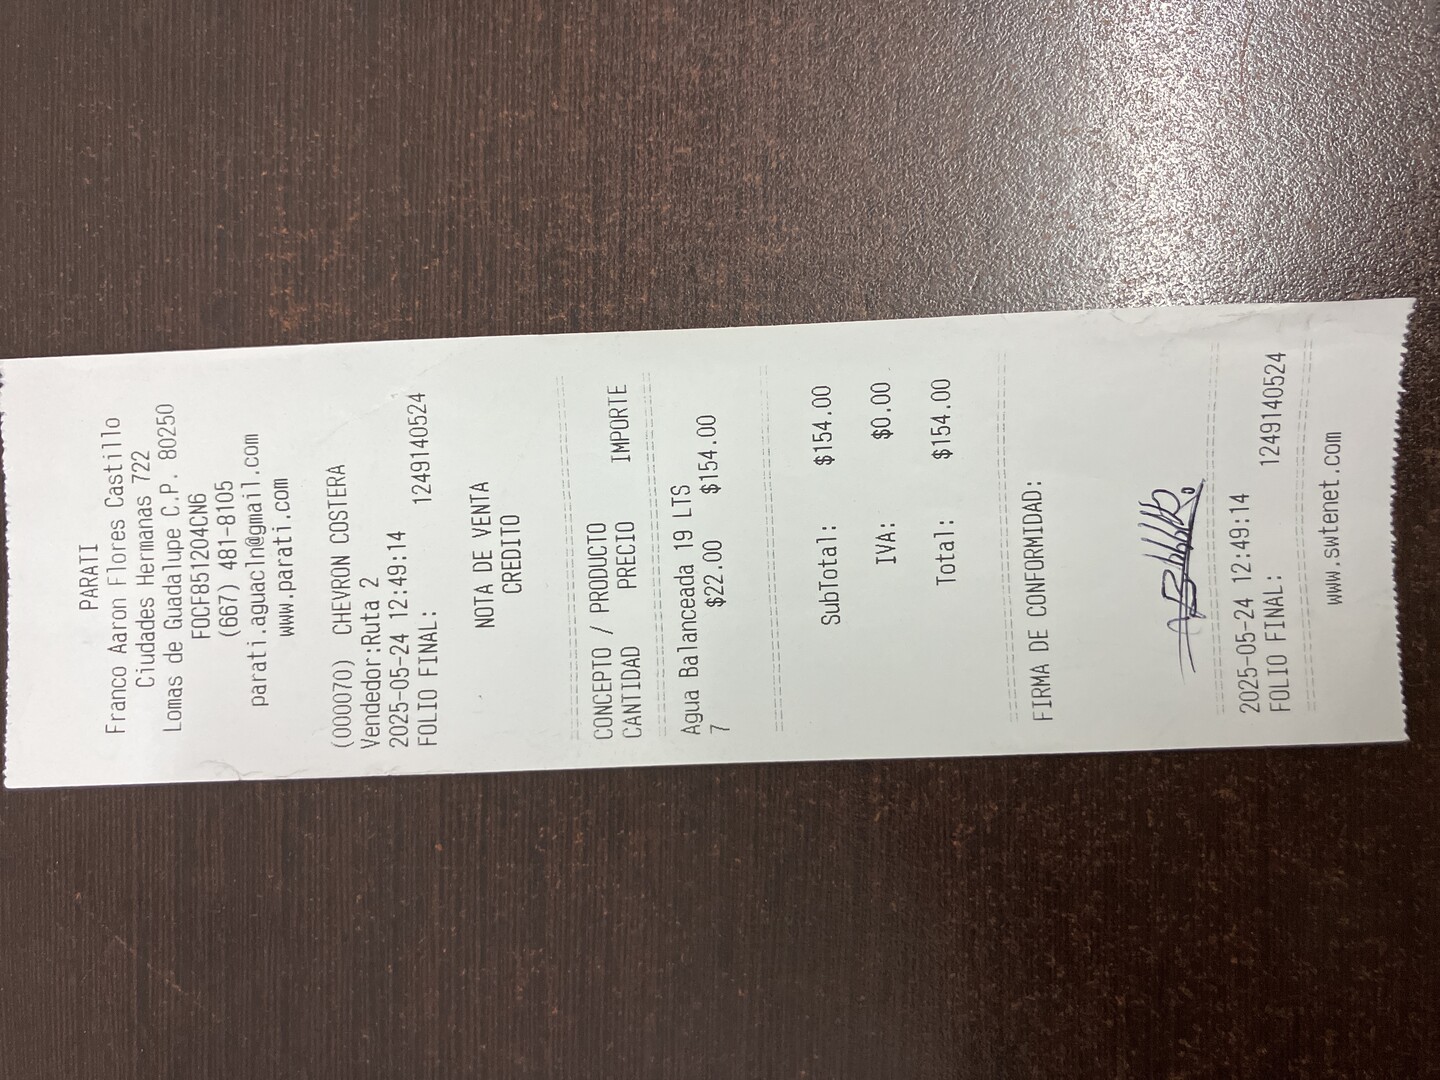 PARATI
Franco Aaron Flores Castillo
Ciudades Hermanas 722
Lomas de Guadalupe C.P. 80250
FOCF851204CN6
(667) 481-8105
parati.aguacln@gmail.com
www.parati.com
(000070) CHEVRON COSTERA
Vendedor:Ruta 2
2025-05-24 12:49:14
FOLIO FINAL: 1249140524
NOTA DE VENTA
CREDITO
CONCEPTO / PRODUCTO
CANTIDAD PRECIO IMPORTE
Agua Balanceada 19 LTS
7 $22.00 $154.00
SubTotal: $154.00
IVA: $0.00
Total: $154.00
FIRMA DE CONFORMIDAD:
2025-05-24 12:49:14
FOLIO FINAL: 1249140524
www.swtenet.com